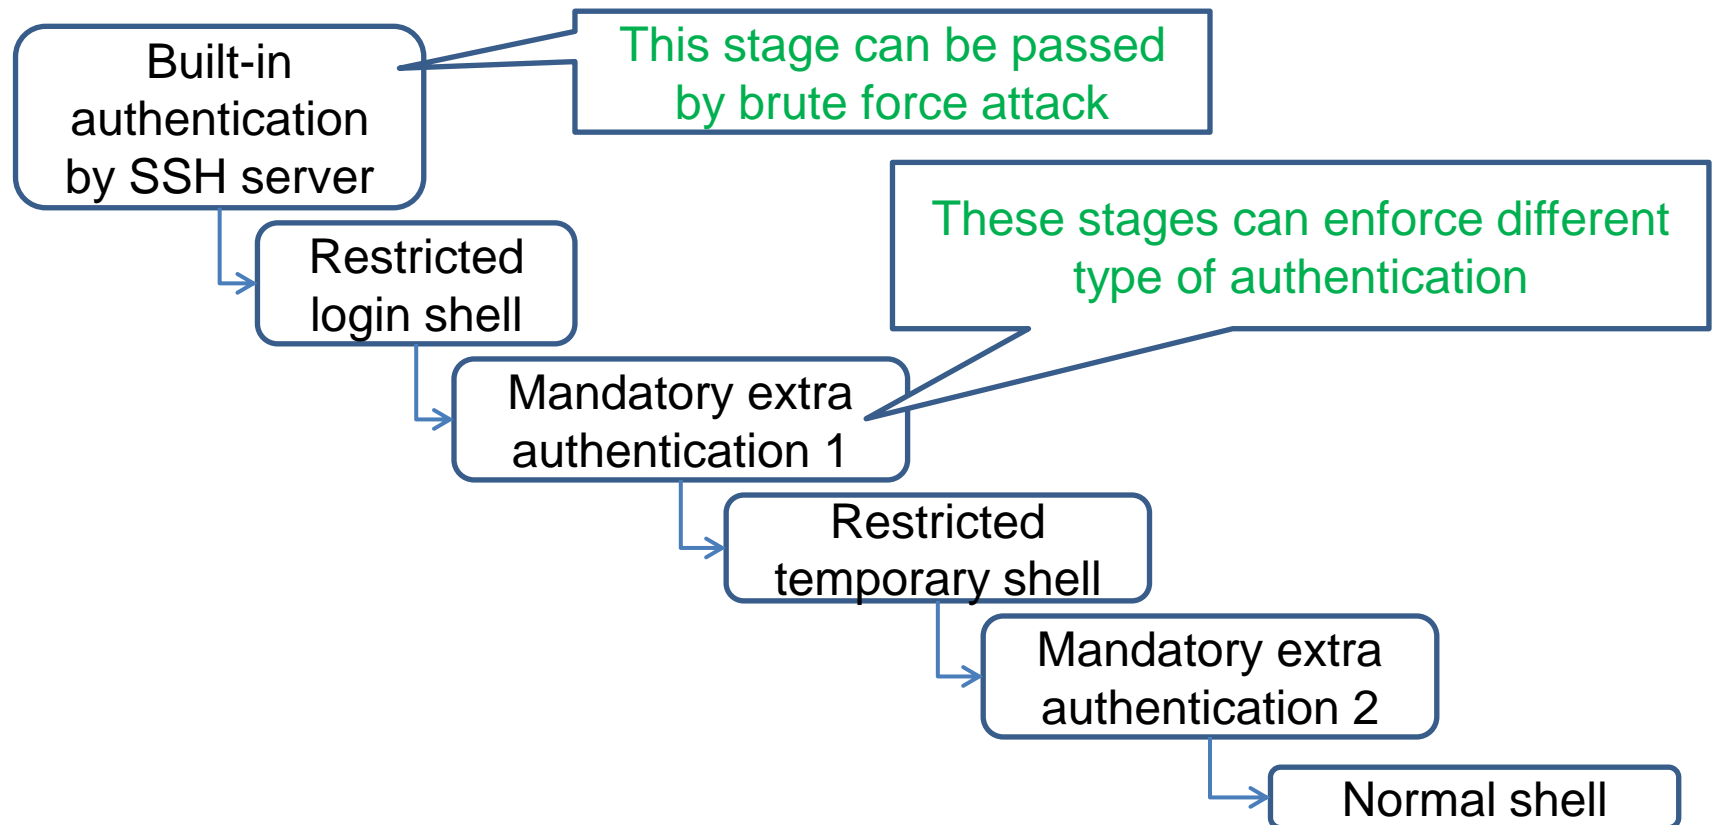 Built-in
authentication
by SSH server
This stage can be passed
by brute force attack
Restricted
login shell
These stages can enforce different
type of authentication
Mandatory extra
authentication 1
Restricted
temporary shell
Mandatory extra
authentication 2
Normal shell